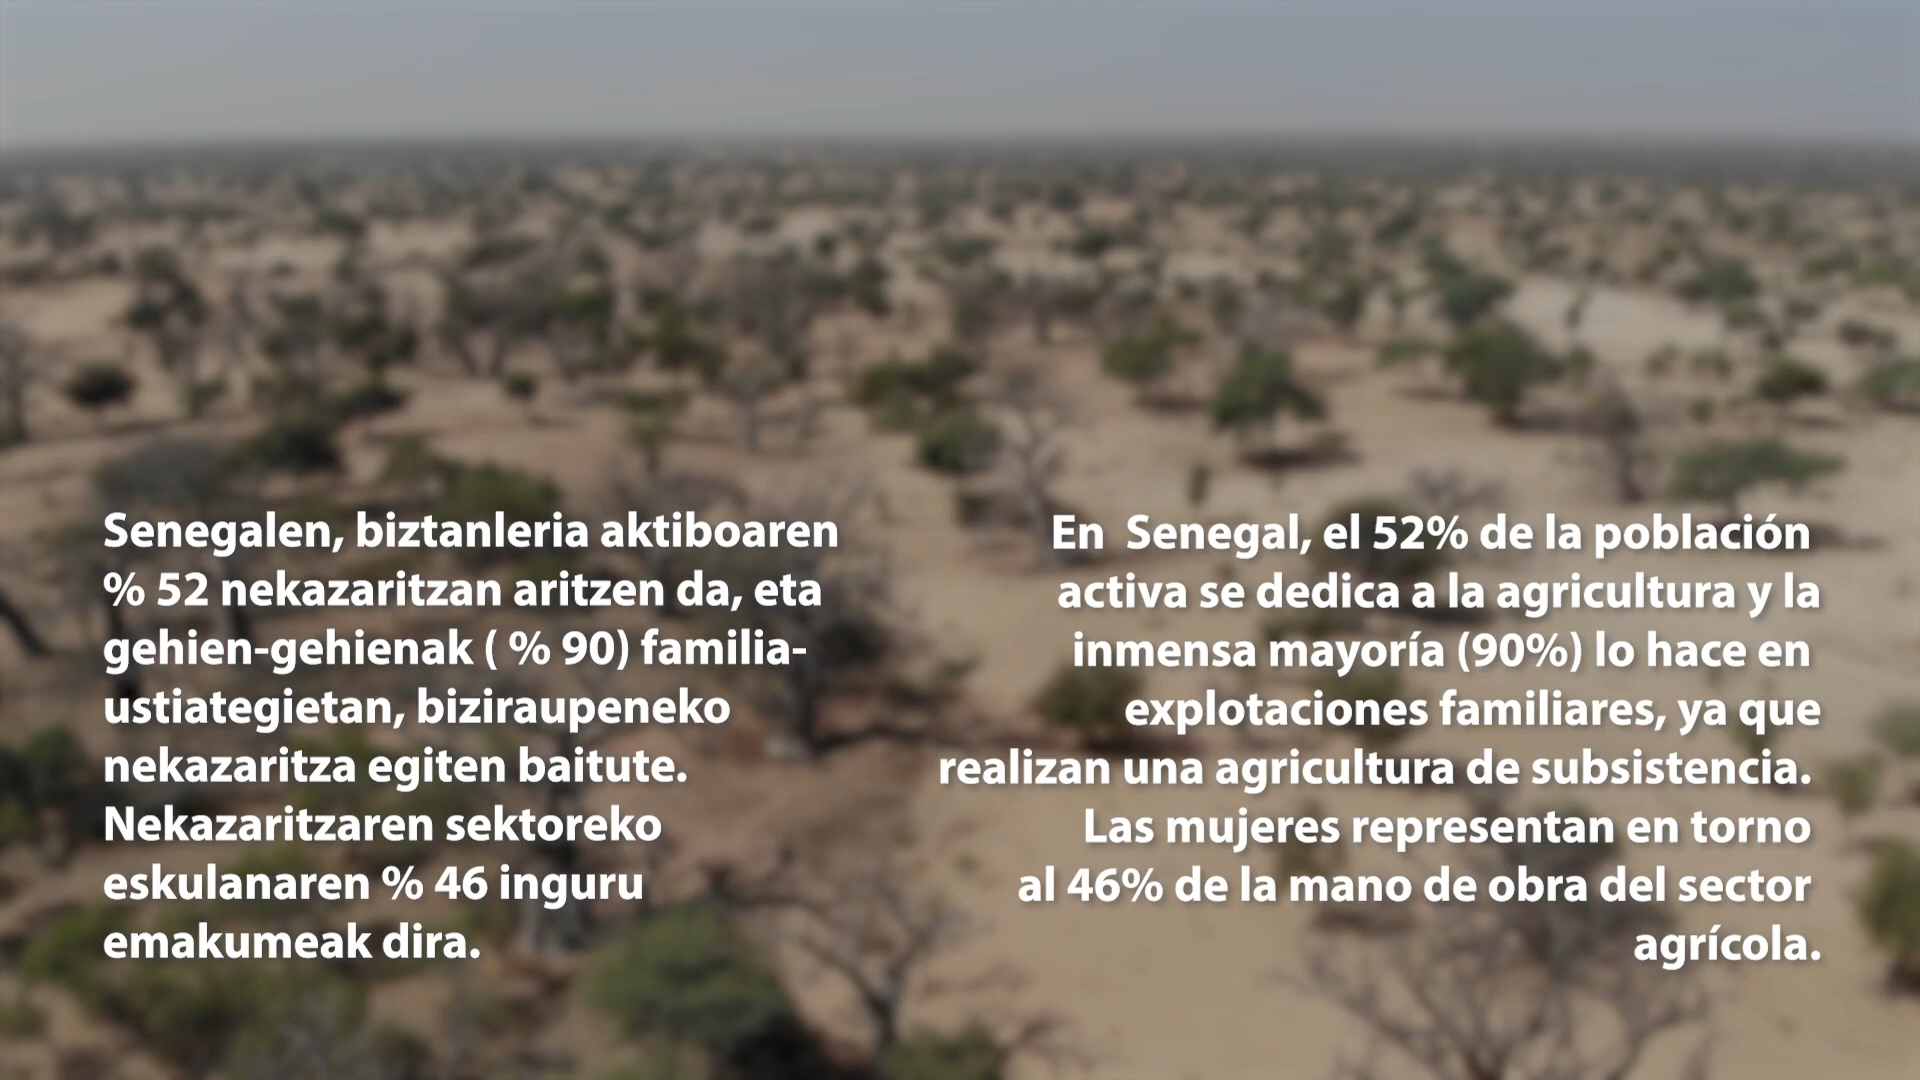 Senegalen, biztanleria aktiboaren
% 52 nekazaritzan aritzen da, eta
gehien-gehienak ( % 90) familia-
ustiategietan, biziraupeneko
nekazaritza egiten baitute.
Nekazaritzaren sektoreko
eskulanaren % 46 inguru
emakumeak dira.
En  Senegal, el 52% de la población
activa se dedica a la agricultura y la
inmensa mayoría (90%) lo hace en
explotaciones familiares, ya que
realizan una agricultura de subsistencia.
Las mujeres representan en torno
al 46% de la mano de obra del sector
agrícola.